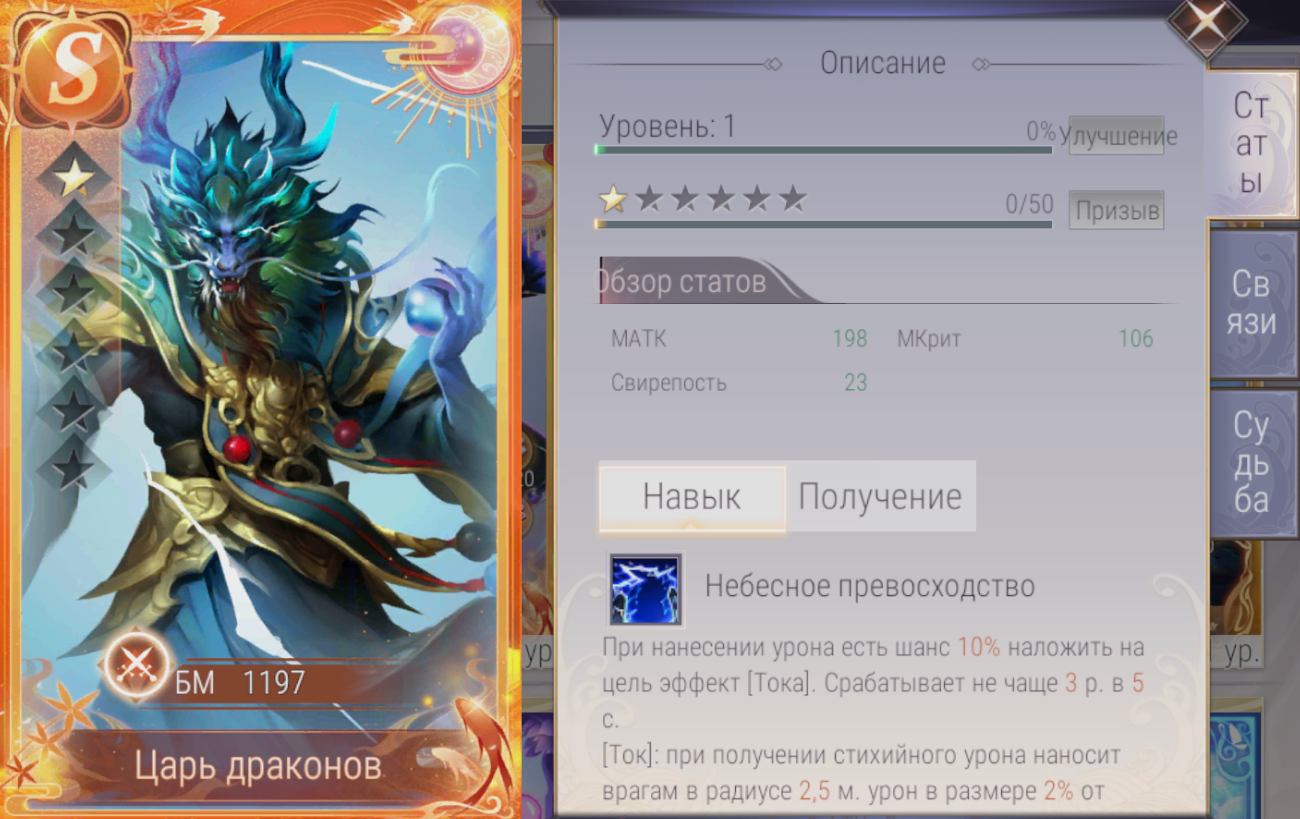 S
БМ 1197
Царь драконов
Описание
Уровень: 1
0%
Улучшение
0/50
Призыв
Обзор статов
МАТК 198 МКрит 106
Свирепость 23
Навык Получение
Небесное превосходство
При нанесении урона есть шанс 10% наложить на
цель эффект [Тока]. Срабатывает не чаще 3 р. в 5
с.
[Ток]: при получении стихийного урона наносит
врагам в радиусе 2,5 м. урон в размере 2% от
Ст
ат
ы
Св
язи
Су
дь
ба
ур.